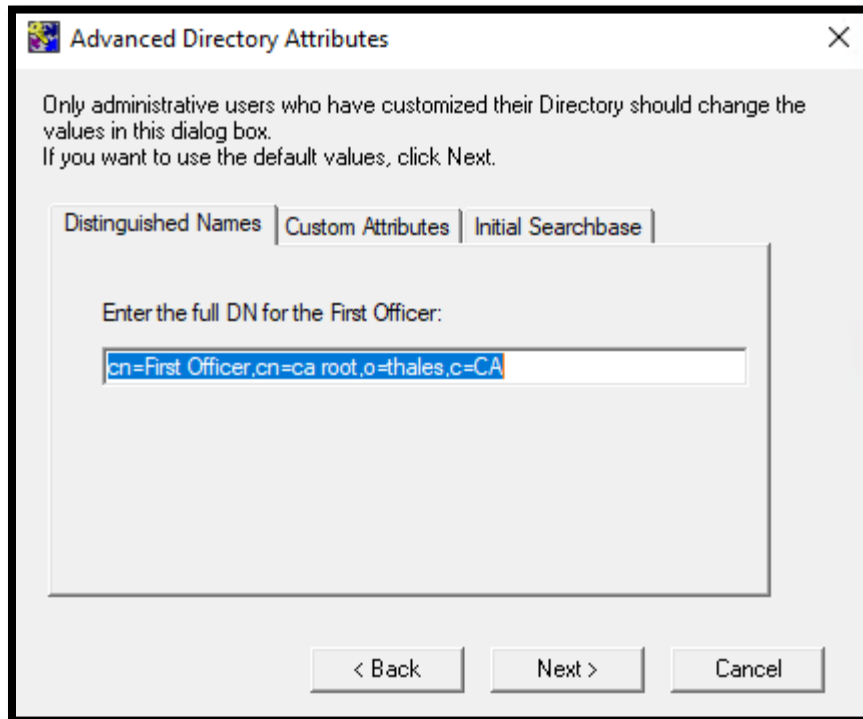 Advanced Directory Attributes
Only administrative users who have customized their Directory should change the
values in this dialog box.
If you want to use the default values, click Next.
Distinguished Names
Custom Attributes
Initial Searchbase
Enter the full DN for the First Officer:
cn=First Officer,cn=ca root,o=thales,c=CA
< Back
Next >
Cancel